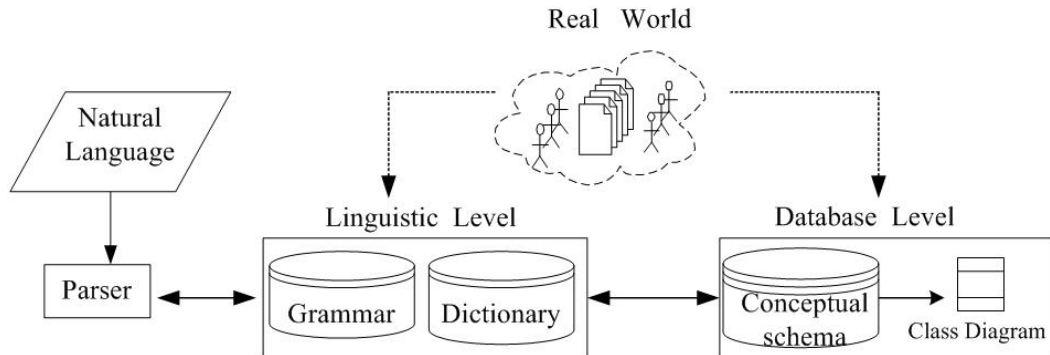 Real World
Natural
Language
Linguistic Level
Database Level
Parser
Grammar
Dictionary
Conceptual
schema
Class Diagram